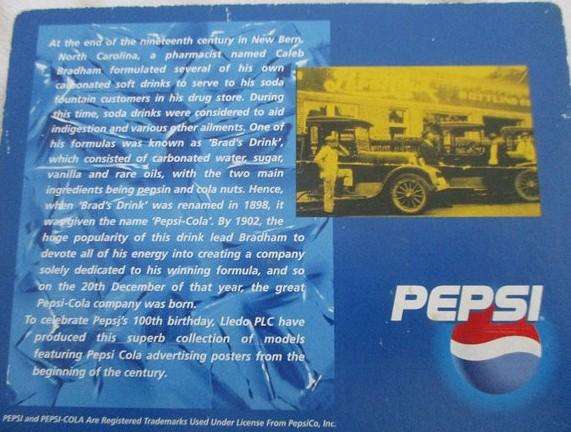 At the end of the nineteenth century in New Bern,
North Carolina, a pharmacist named Caleb
Bradham formulated several of his own
carbonated soft drinks to serve to his soda
fountain customers in his drug store. During
this time, soda drinks were considered to aid
indigestion and various other ailments. One of
his formulas was known as 'Brad's Drink',
which consisted of carbonated water, sugar,
vanilla and rare oils, with the two main
ingredients being pepsin and cola nuts. Hence,
when 'Brad's Drink' was renamed in 1898, it
was given the name 'Pepsi-Cola'. By 1902, the
huge popularity of this drink lead Bradham to
devote all of his energy into creating a company
solely dedicated to his winning formula, and so
on the 20th December of that year, the great
Pepsi-Cola company was born.
To celebrate Pepsi's 100th birthday, Lledo PLC have
produced this superb collection of models
featuring Pepsi Cola advertising posters from the
beginning of the century.
PEPSI
PEPSI and PEPSI-COLA Are Registered Trademarks Used Under License From PepsiCo, Inc.